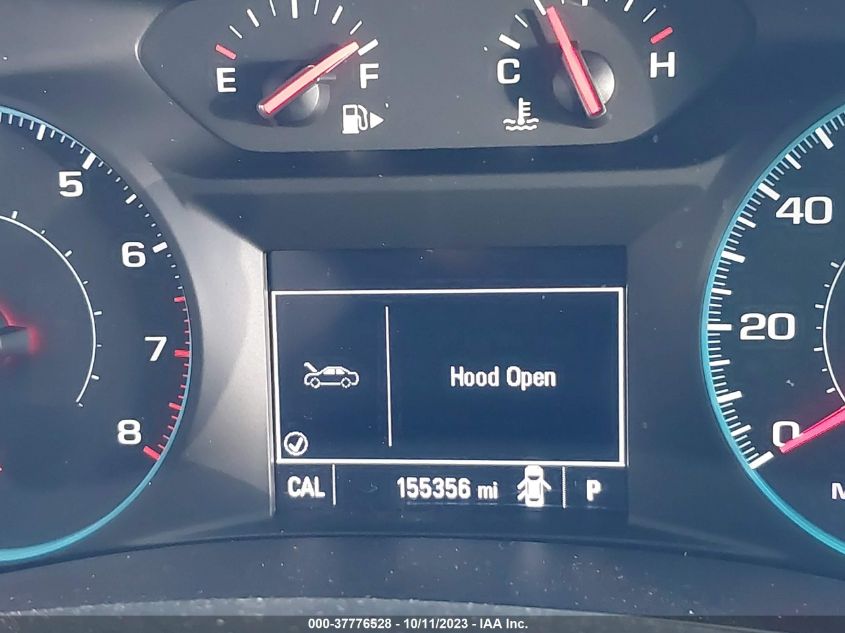 E F C H
5 6 7 8
40 20 0
Hood Open
CAL 155356 mi P
000-37776528 - 10/11/2023 - IAA Inc.